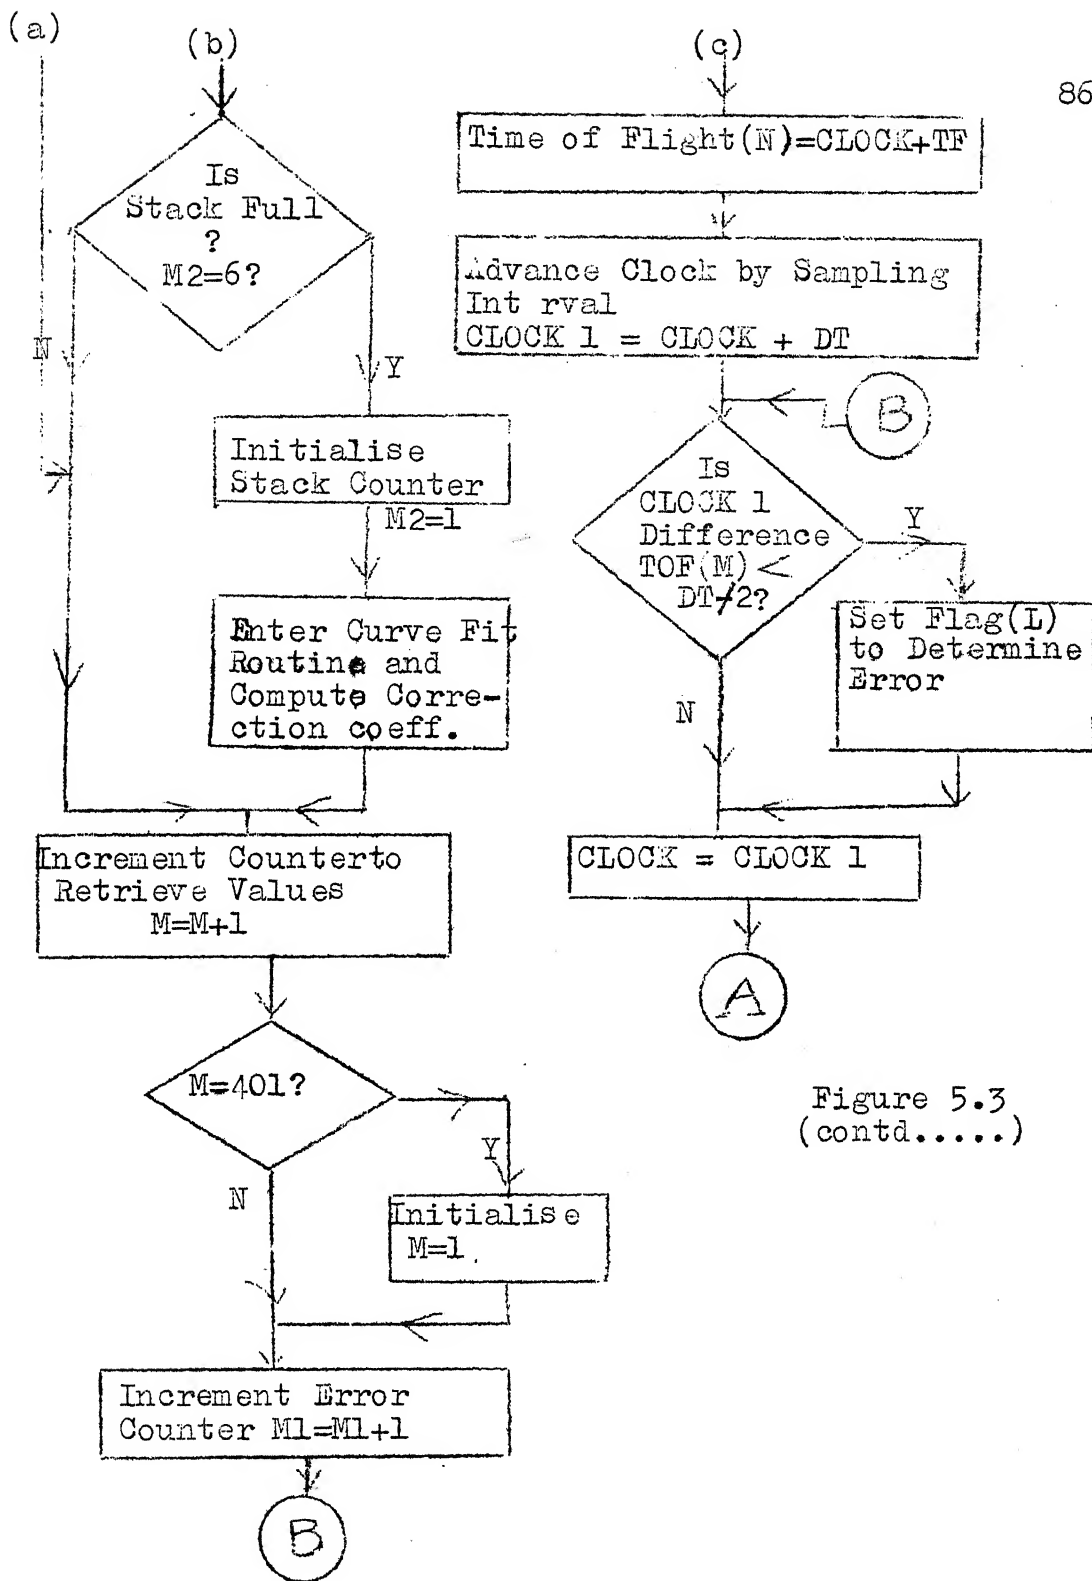 (a)
(b)
(c)
86
Is
Stack Full
?
M2=6?
N
Y
Initialise
Stack Counter
M2=1
Enter Curve Fit
Routine and
Compute Corre-
ction coeff.
Increment Counterto
Retrieve Values
M=M+1
M=401?
Y
N
Initialise
M=1
Increment Error
Counter M1=M1+1
B
Time of Flight(N)=CLOCK+TF
Advance Clock by Sampling
Int rval
CLOCK 1 = CLOCK + DT
B
Is
CLOCK 1
Difference
TOF(M) <
DT/2?
Y
N
Set Flag(L)
to Determine
Error
CLOCK = CLOCK 1
A
Figure 5.3
(contd.....)